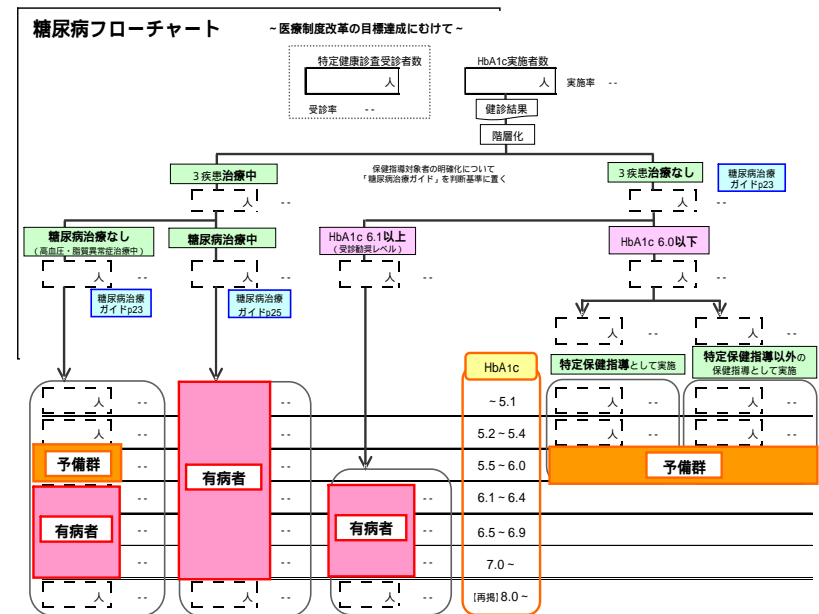 糖尿病フローチャート
~医療制度改革の目標達成にむけて~
特定健康診査受診者数
人
受診率 --
HbA1c実施者数
人 実施率 --
健診結果
階層化
3疾患治療中
人 --
保健指導対象者の明確化について
「糖尿病治療ガイド」を判断基準に置く
3疾患治療なし
人 --
糖尿病治療
ガイドp23
糖尿病治療なし
(高血圧・脂質異常症治療中)
人 --
糖尿病治療
ガイドp23
糖尿病治療中
人 --
糖尿病治療
ガイドp25
HbA1c 6.1以上
(受診勧奨レベル)
人 --
HbA1c 6.0以下
人 --
人 --
人 --
特定保健指導として実施
特定保健指導以外の
保健指導として実施
HbA1c
人 -- -- ~5.1 人 -- 人 --
人 -- -- 5.2~5.4 人 -- 人 --
予備群 -- -- 5.5~6.0 予備群
-- -- -- 6.1~6.4
有病者 -- 有病者 -- 有病者 -- 6.5~6.9
-- -- -- 7.0~
人 -- 人 -- 人 -- [再掲]8.0~